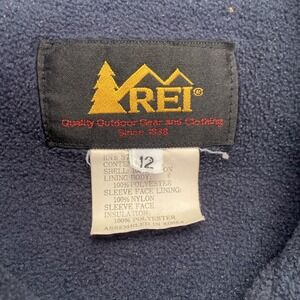 REI®
Quality Outdoor Gear and Clothing
Since 1938
12
SHELL
LINING BODY:
100% POLYESTER
SLEEVE FACE LINING:
100% NYLON
SLEEVE FACE
INSULATION:
100% POLYESTER
ASSEMBLED IN KOREA